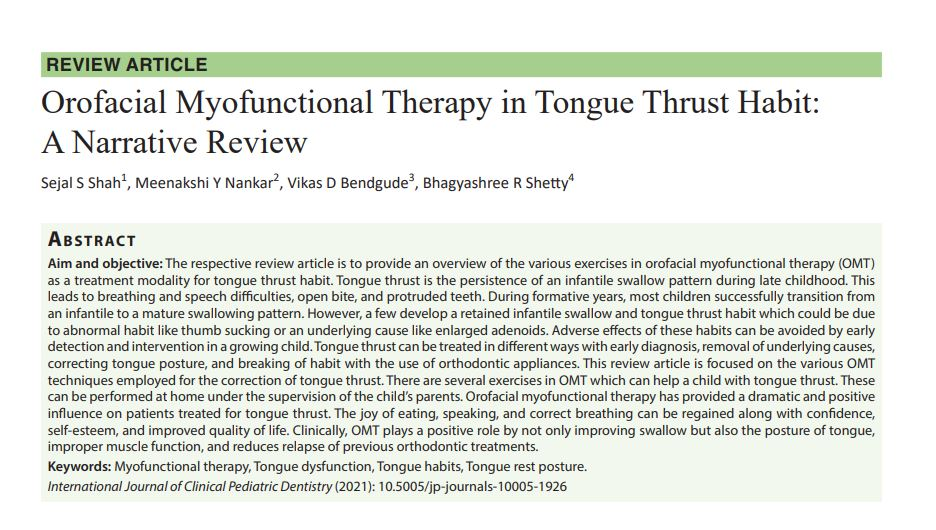 REVIEW ARTICLE
Orofacial Myofunctional Therapy in Tongue Thrust Habit:
A Narrative Review
Sejal S Shah1, Meenakshi Y Nankar2, Vikas D Bendgude3, Bhagyashree R Shetty4
ABSTRACT
Aim and objective: The respective review article is to provide an overview of the various exercises in orofacial myofunctional therapy (OMT)
as a treatment modality for tongue thrust habit. Tongue thrust is the persistence of an infantile swallow pattern during late childhood. This
leads to breathing and speech difficulties, open bite, and protruded teeth. During formative years, most children successfully transition from
an infantile to a mature swallowing pattern. However, a few develop a retained infantile swallow and tongue thrust habit which could be due
to abnormal habit like thumb sucking or an underlying cause like enlarged adenoids. Adverse effects of these habits can be avoided by early
detection and intervention in a growing child. Tongue thrust can be treated in different ways with early diagnosis, removal of underlying causes,
correcting tongue posture, and breaking of habit with the use of orthodontic appliances. This review article is focused on the various OMT
techniques employed for the correction of tongue thrust. There are several exercises in OMT which can help a child with tongue thrust. These
can be performed at home under the supervision of the child's parents. Orofacial myofunctional therapy has provided a dramatic and positive
influence on patients treated for tongue thrust. The joy of eating, speaking, and correct breathing can be regained along with confidence,
self-esteem, and improved quality of life. Clinically, OMT plays a positive role by not only improving swallow but also the posture of tongue,
improper muscle function, and reduces relapse of previous orthodontic treatments.
Keywords: Myofunctional therapy, Tongue dysfunction, Tongue habits, Tongue rest posture.
International Journal of Clinical Pediatric Dentistry (2021): 10.5005/jp-journals-10005-1926